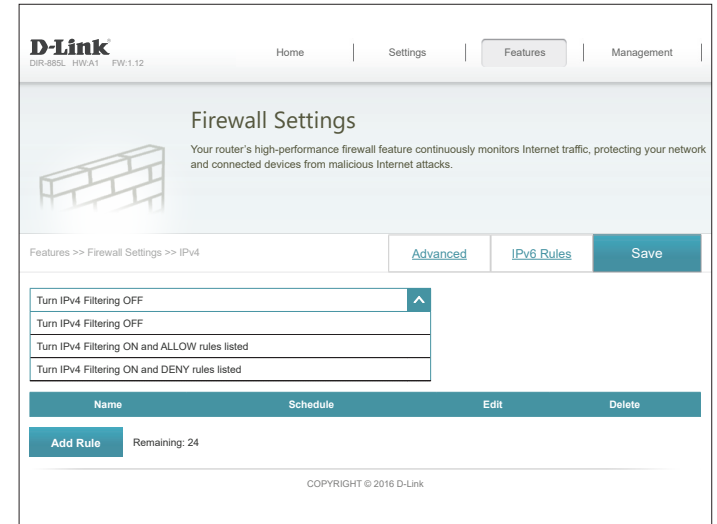 D-Link
DIR-885L HW:A1 FW:1.12
Home
Settings
Features
Management
Firewall Settings
Your router's high-performance firewall feature continuously monitors Internet traffic, protecting your network
and connected devices from malicious Internet attacks.
Features >> Firewall Settings >> IPv4
Advanced
IPv6 Rules
Save
Turn IPv4 Filtering OFF
Turn IPv4 Filtering OFF
Turn IPv4 Filtering ON and ALLOW rules listed
Turn IPv4 Filtering ON and DENY rules listed
Name Schedule Edit Delete
Add Rule
Remaining: 24
COPYRIGHT © 2016 D-Link